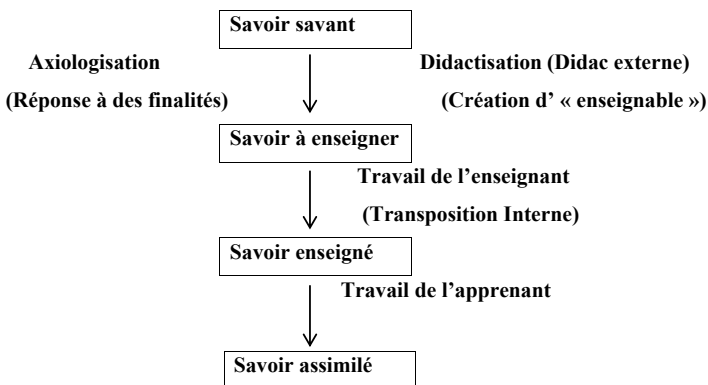 Savoir savant
Axiologisation
Didactisation (Didac externe)
(Réponse à des finalités)
(Création d' « enseignable »)
Savoir à enseigner
Travail de l'enseignant
(Transposition Interne)
Savoir enseigné
Travail de l'apprenant
Savoir assimilé